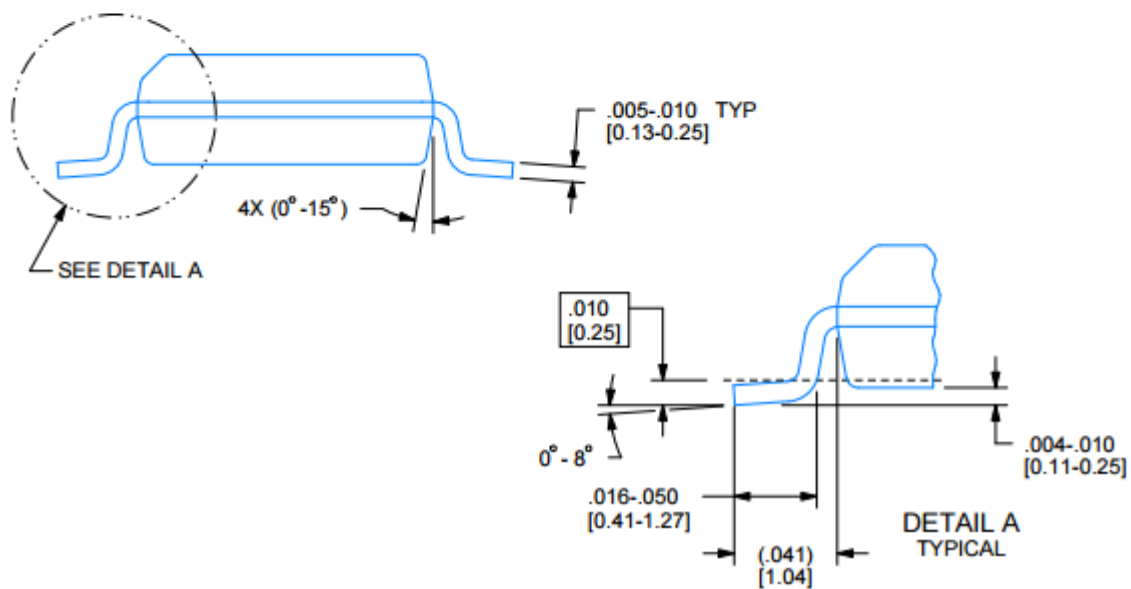 .005-.010 TYP
[0.13-0.25]
4X (0°-15°)
SEE DETAIL A
.010
[0.25]
0°-8°
.004-.010
[0.11-0.25]
.016-.050
[0.41-1.27]
DETAIL A
TYPICAL
(.041)
[1.04]